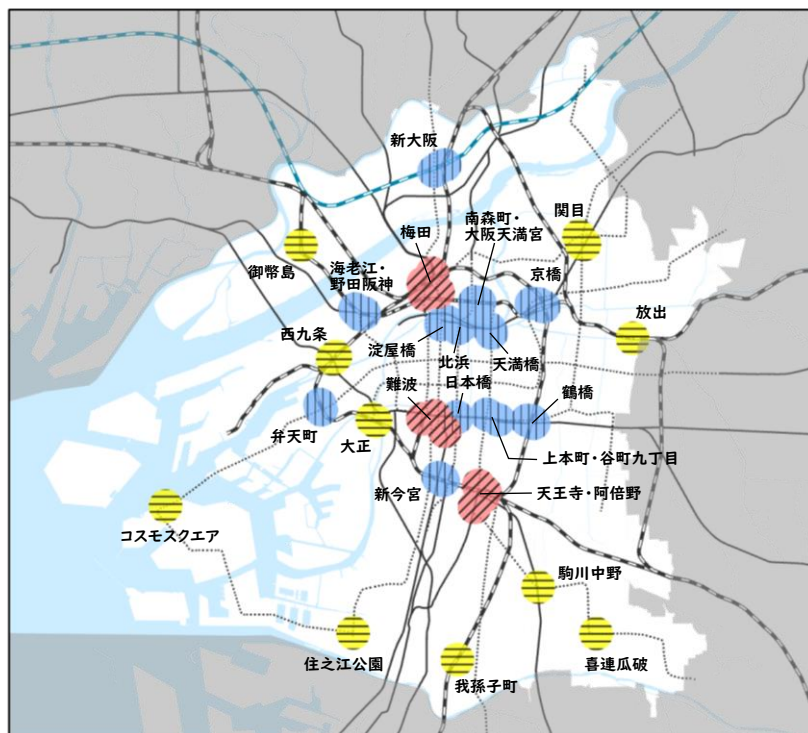 新大阪
南森町・
大阪天満宮
関目
梅田
御幣島
海老江・
野田阪神
京橋
放出
西九条
淀屋橋
北浜
天満橋
日本橋
難波
鶴橋
弁天町
大正
上本町・谷町九丁目
新今宮
天王寺・阿倍野
コスモスクエア
駒川中野
住之江公園
我孫子町
喜連瓜破